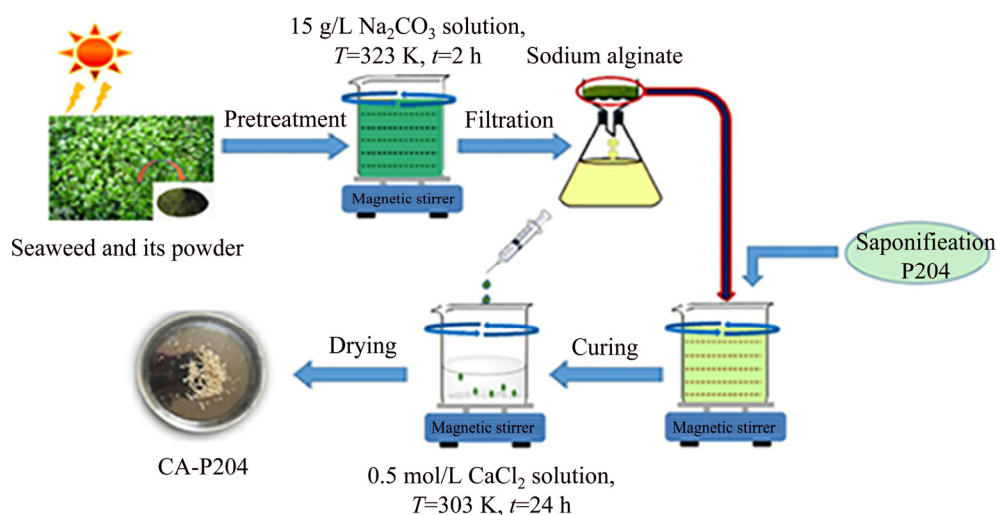 15 g/L Na₂CO₃ solution,
T=323 K, t=2 h
Sodium alginate
Pretreatment
Filtration
Magnetic stirrer
Seaweed and its powder
Saponifieation
P204
Drying
Curing
Magnetic stirrer
Magnetic stirrer
CA-P204
0.5 mol/L CaCl₂ solution,
T=303 K, t=24 h